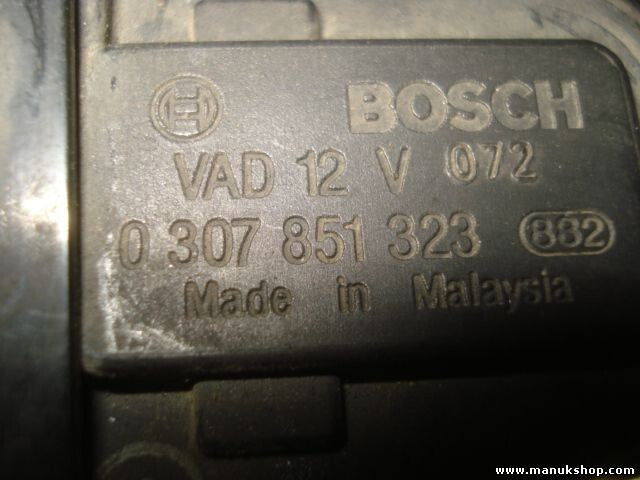 BOSCH
VAD 12 V 072
0 307 851 323 882
Made in Malaysia
www.manukshop.com